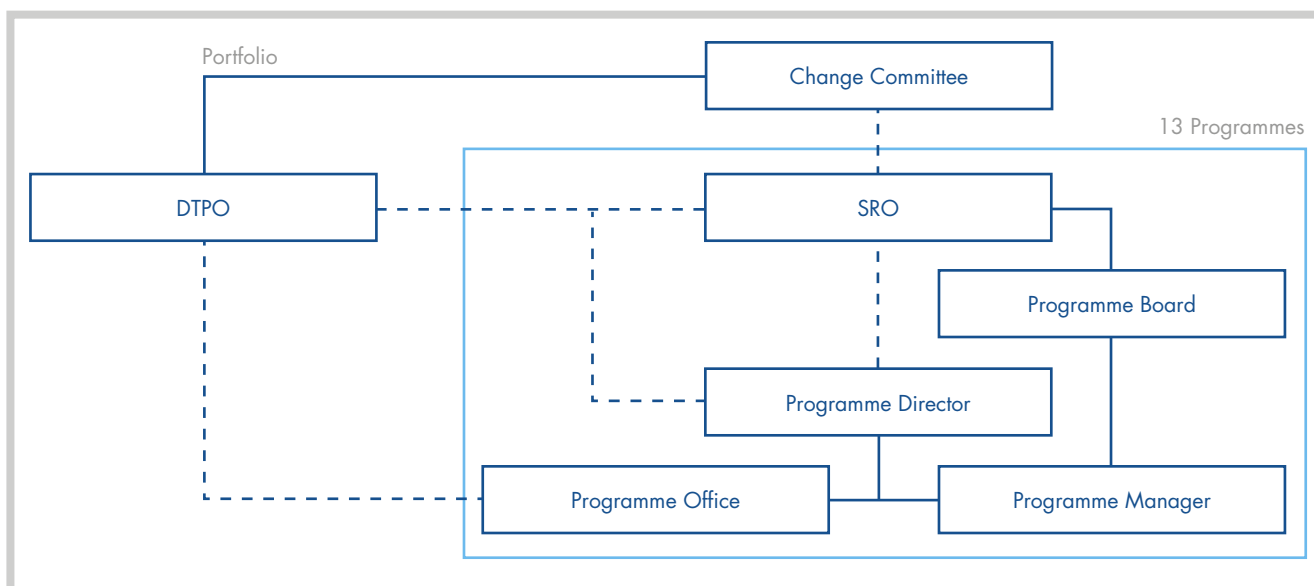 Portfolio
Change Committee
13 Programmes
DTPO
SRO
Programme Board
Programme Director
Programme Office
Programme Manager